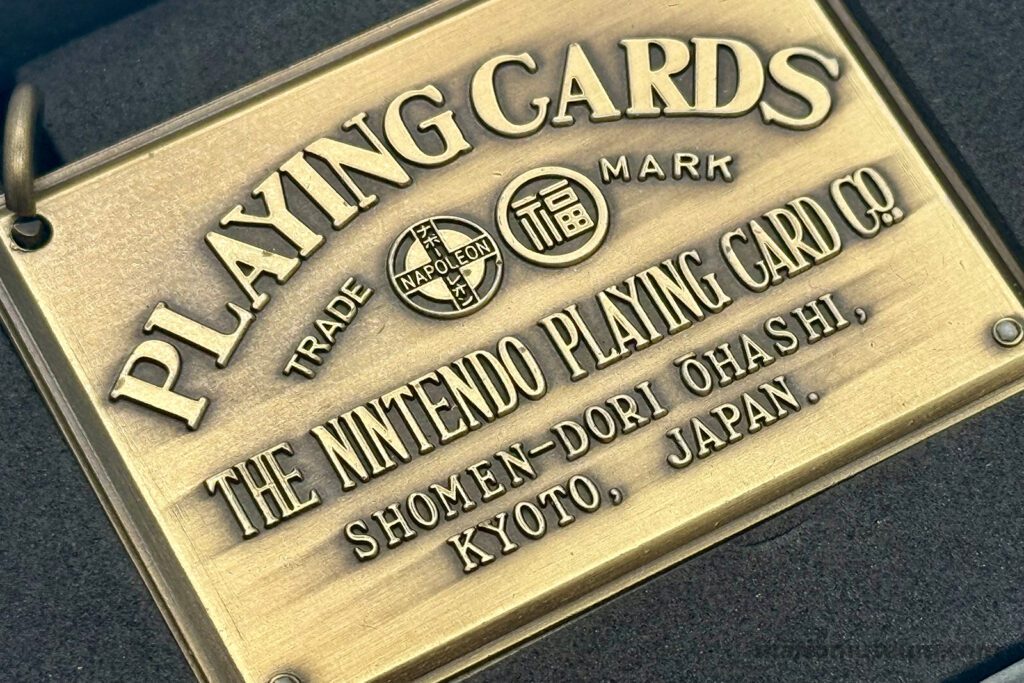 PLAYING CARDS
TRADE
ナポーレオン
NAPOLEON
福
MARK
THE NINTENDO PLAYING CARD CO.
SHOMEN-DORI ŌHASHI,
KYOTO, JAPAN.